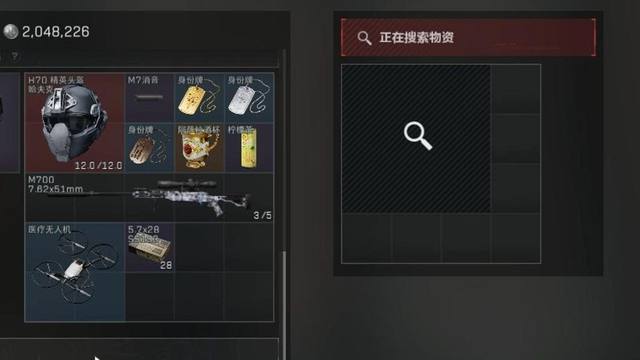 2,048,226
?
正在搜索物资
H70 精英头盔
哈夫克
M7消音
身份牌
身份牌
12.0/12.0
身份牌
柠檬茶
M700
7.62x51mm
3/5
医疗无人机
5.7x28
28